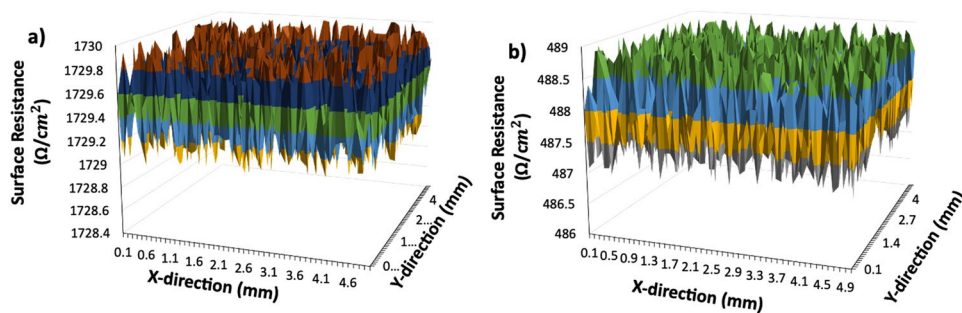 a)
Surface Resistance
(Ω/cm²)
1730
1729.8
1729.6
1729.4
1729.2
1729
1728.8
1728.6
1728.4
0.1 0.6 1.1 1.6 2.1 2.6 3.1 3.6 4.1 4.6
X-direction (mm)
4
2...
1...
0...
Y-direction (mm)
b)
Surface Resistance
(Ω/cm²)
489
488.5
488
487.5
487
486.5
486
0.1 0.5 0.9 1.3 1.7 2.1 2.5 2.9 3.3 3.7 4.1 4.5 4.9
X-direction (mm)
4
2.7
1.4
0.1
Y-direction (mm)